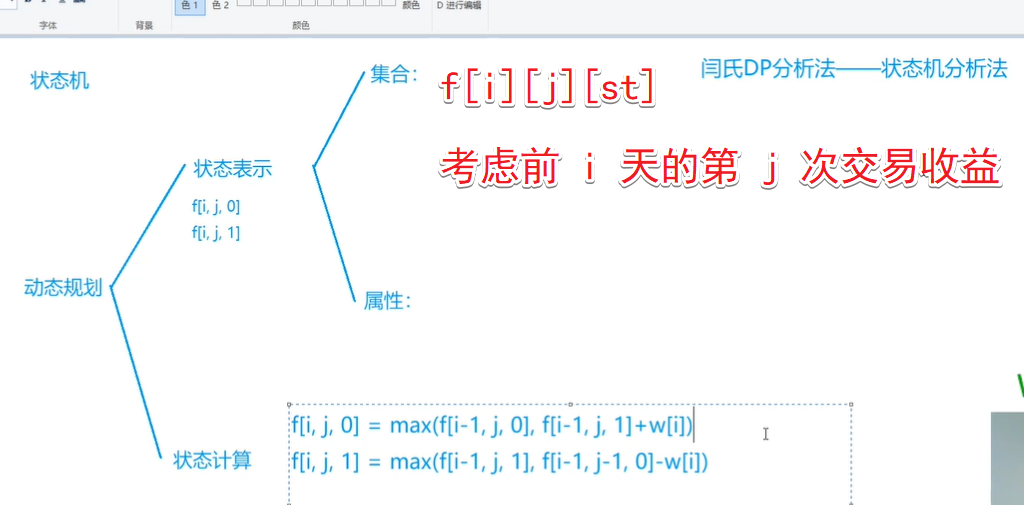 色 1
色 2
颜色
D 进行编辑
字体
背景
颜色
状态机
集合：
f[i][j][st]
闫氏DP分析法——状态机分析法
考虑前 i 天的第 j 次交易收益
状态表示
f[i, j, 0]
f[i, j, 1]
动态规划
属性：
f[i, j, 0] = max(f[i-1, j, 0], f[i-1, j, 1]+w[i])
状态计算
f[i, j, 1] = max(f[i-1, j, 1], f[i-1, j-1, 0]-w[i])